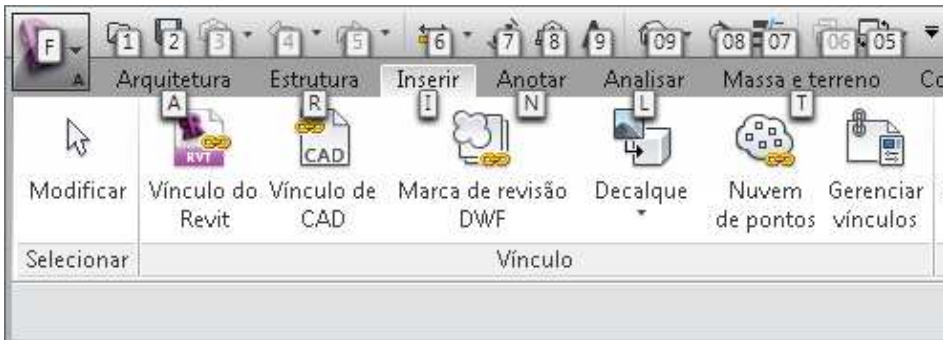 F 1 2 3 4 5 6 7 8 9 09 08 07 06 05
A Arquitetura Estrutura Inserir Anotar Analisar Massa e terreno Co
A R I N L T
RVT CAD
Modificar Vínculo do Revit Vínculo de CAD Marca de revisão DWF Decalque Nuvem de pontos Gerenciar vínculos
Selecionar Vínculo